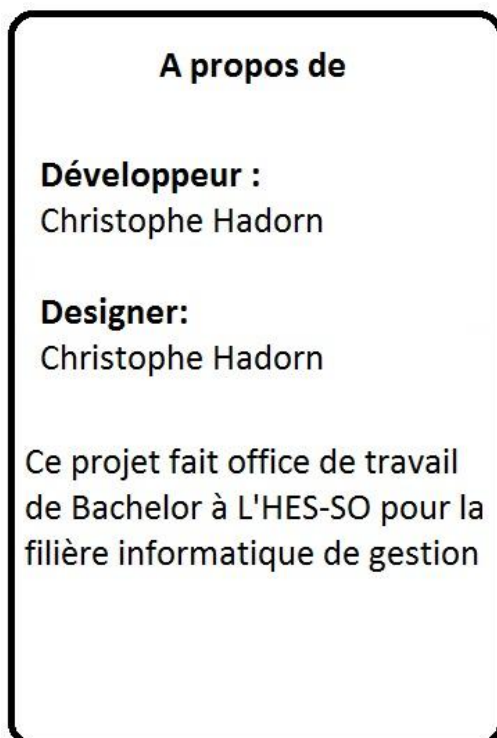 A propos de
Développeur :
Christophe Hadorn
Designer:
Christophe Hadorn
Ce projet fait office de travail
de Bachelor à L'HES-SO pour la
filière informatique de gestion